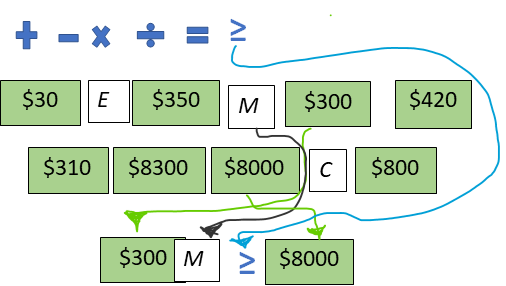 + − × ÷ = ≥
$30 E $350 M $300 $420
$310 $8300 $8000 C $800
$300 M ≥ $8000